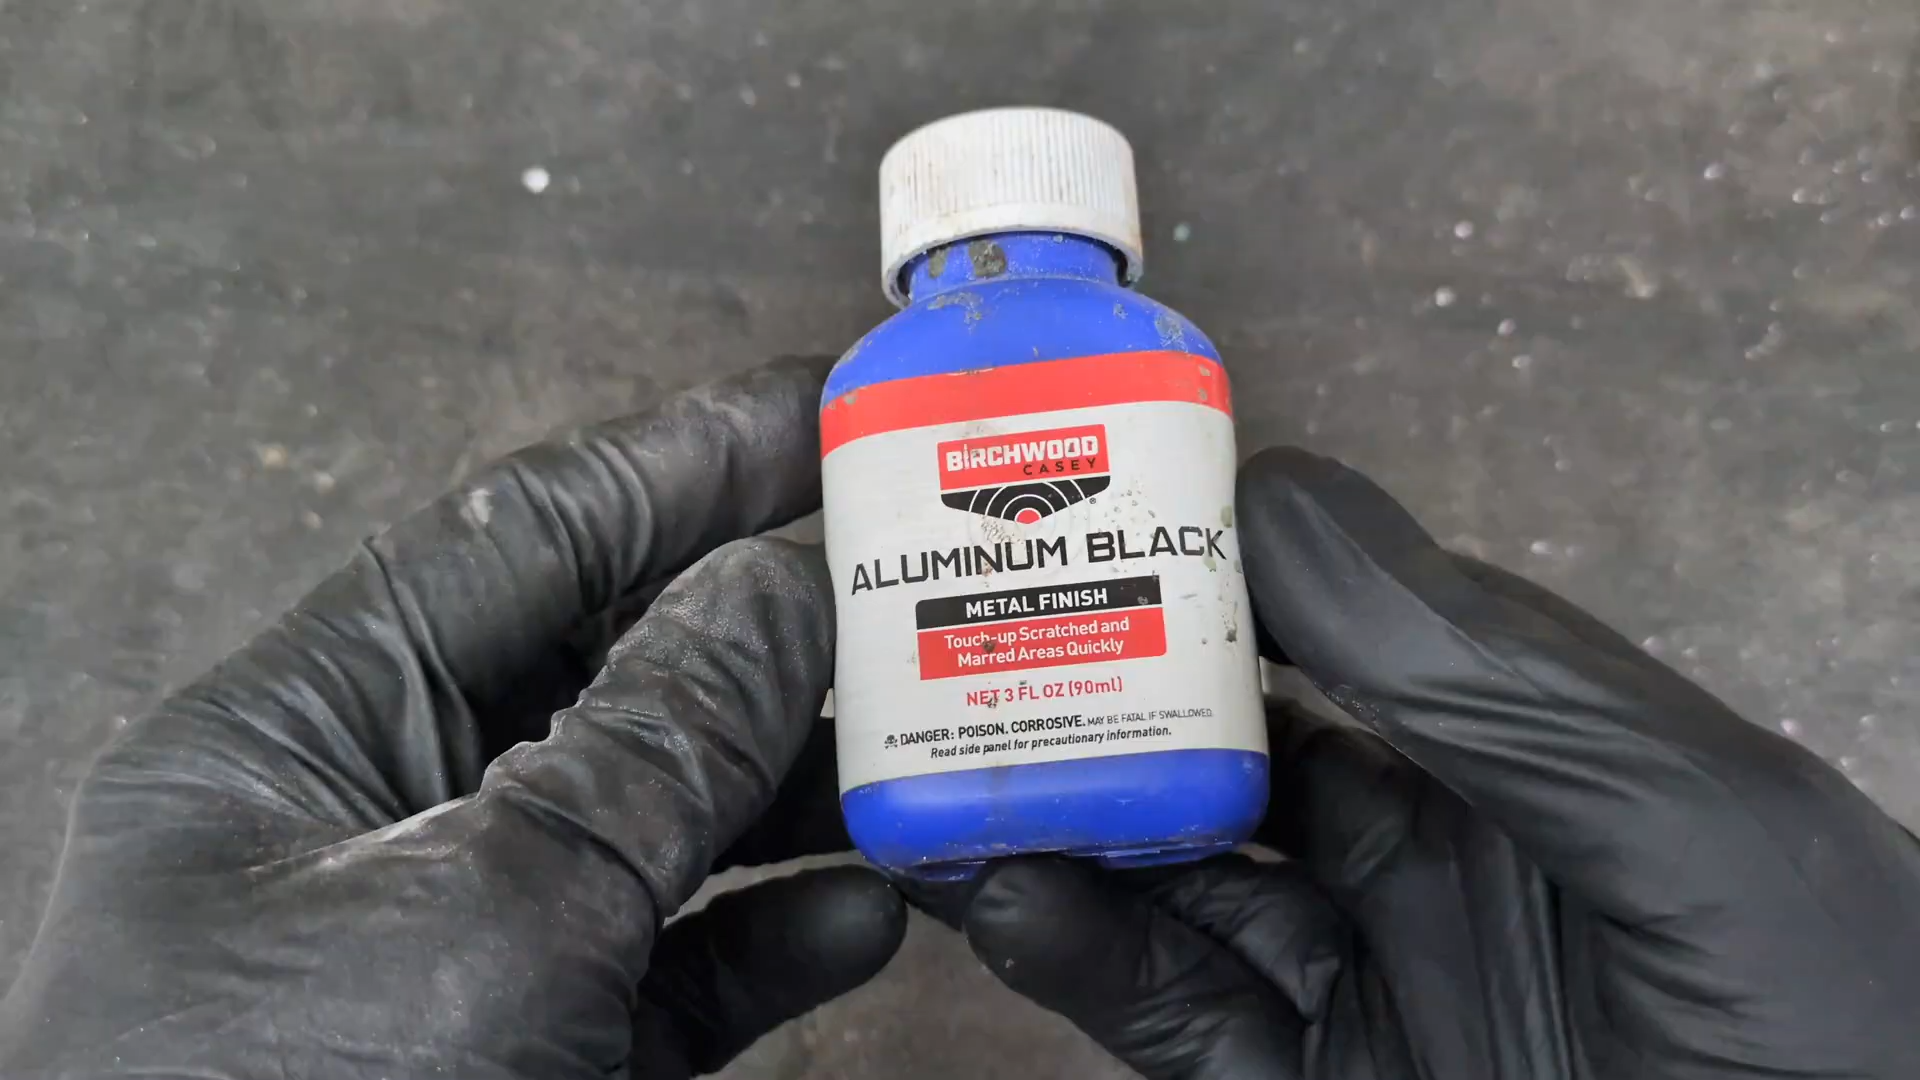 BIRCHWOOD
CASEY
®
ALUMINUM BLACK
METAL FINISH
Touch-up Scratched and
Marred Areas Quickly
NET 3 FL OZ (90ml)
DANGER: POISON. CORROSIVE. MAY BE FATAL IF SWALLOWED.
Read side panel for precautionary information.